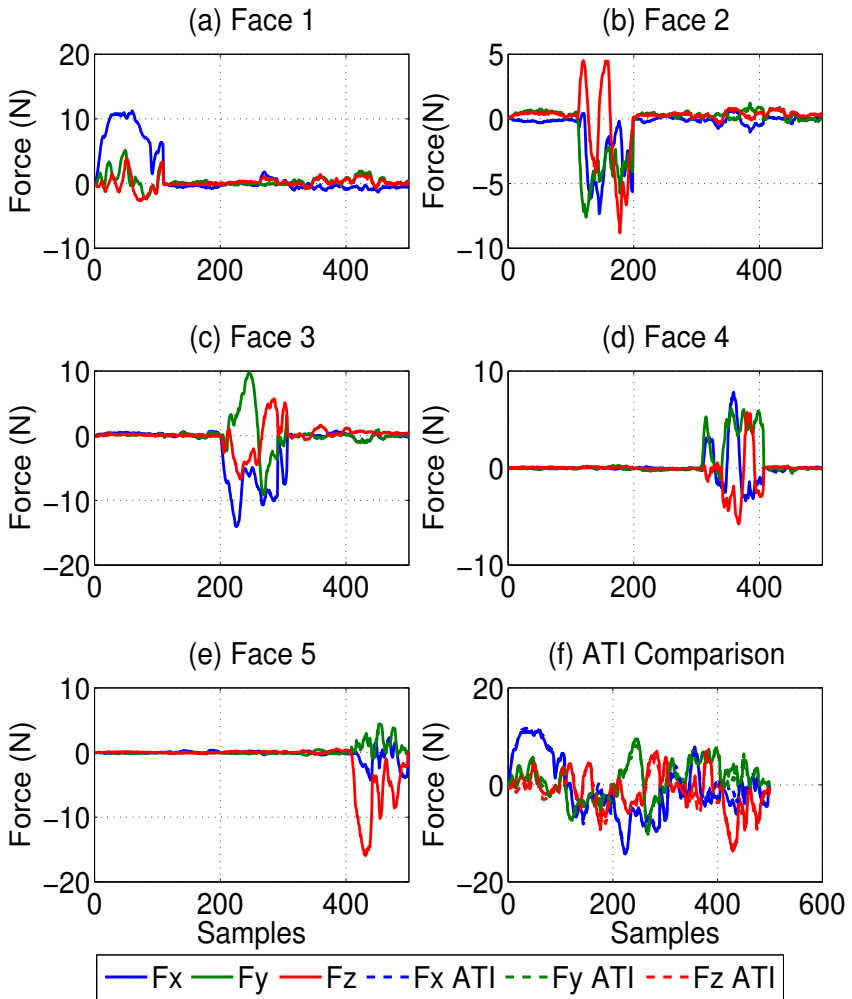 (a) Face 1
(b) Face 2
Force (N)
20
10
0
−10
0
200
400
Force(N)
5
0
−5
−10
0
200
400
(c) Face 3
(d) Face 4
Force (N)
10
0
−10
−20
0
200
400
Force (N)
10
0
−10
0
200
400
(e) Face 5
(f) ATI Comparison
Force (N)
10
0
−10
−20
0
200
400
Samples
Force (N)
20
0
−20
0
200
400
600
Samples
Fx Fy Fz Fx ATI Fy ATI Fz ATI